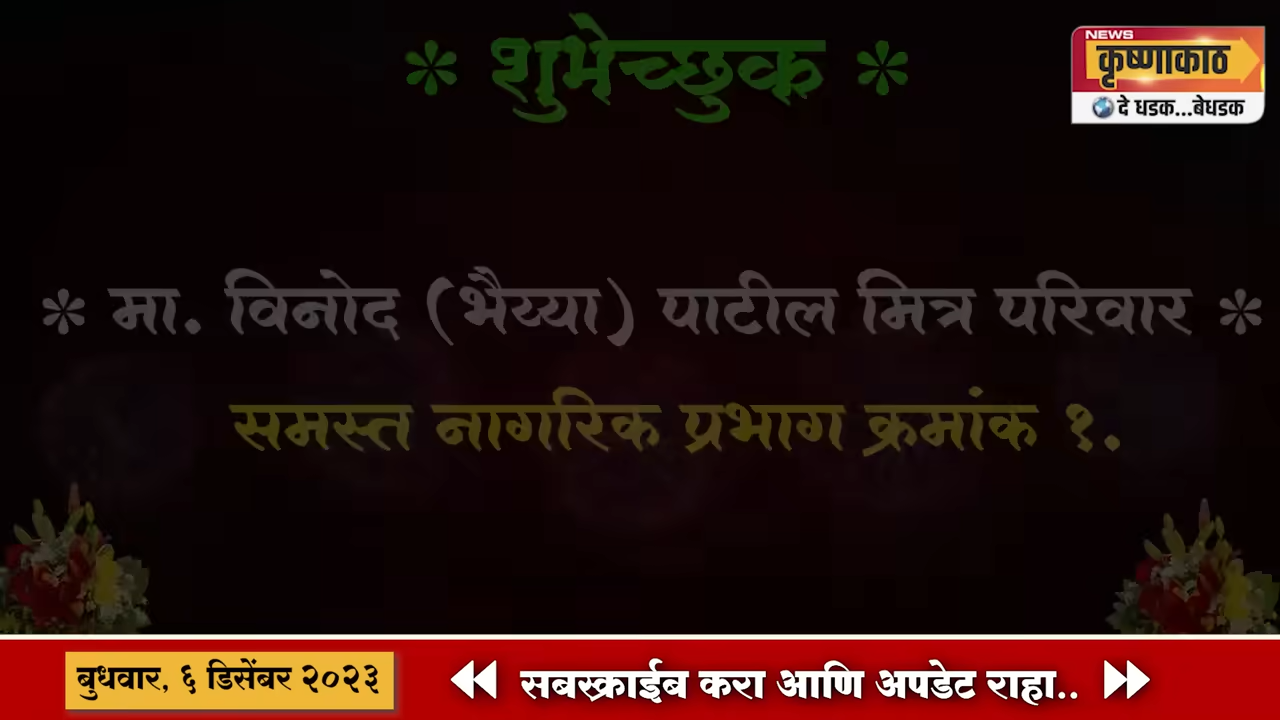 * शुभेच्छुक *
NEWS
कृष्णाकाठ
दे धडक...बेधडक
* मा. विनोद (भैय्या) पाटील मित्र परिवार *
समस्त नागरिक प्रभाग क्रमांक १.
बुधवार, ६ डिसेंबर २०२३
सबस्क्राईब करा आणि अपडेट राहा..